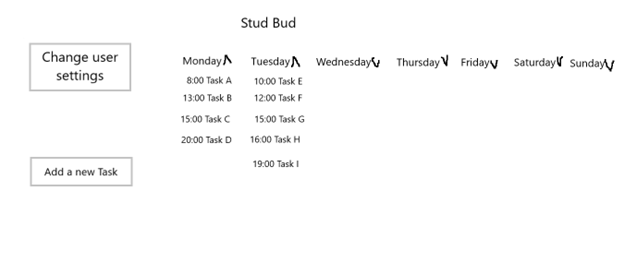 Stud Bud
Change user
settings
Monday Tuesday Wednesday Thursday Friday Saturday Sunday
8:00 Task A 10:00 Task E
13:00 Task B 12:00 Task F
15:00 Task C 15:00 Task G
20:00 Task D 16:00 Task H
19:00 Task I
Add a new Task